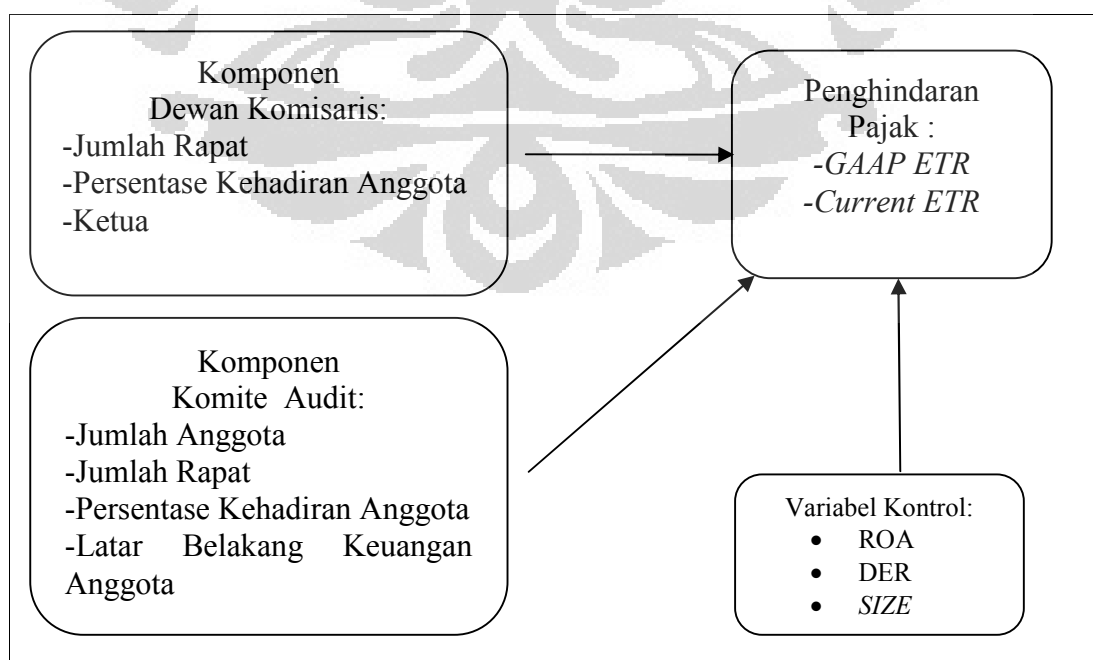 Komponen
Dewan Komisaris:
-Jumlah Rapat
-Persentase Kehadiran Anggota
-Ketua
Penghindaran
Pajak :
-GAAP ETR
-Current ETR
Komponen
Komite Audit:
-Jumlah Anggota
-Jumlah Rapat
-Persentase Kehadiran Anggota
-Latar Belakang Keuangan
Anggota
Variabel Kontrol:
• ROA
• DER
• SIZE